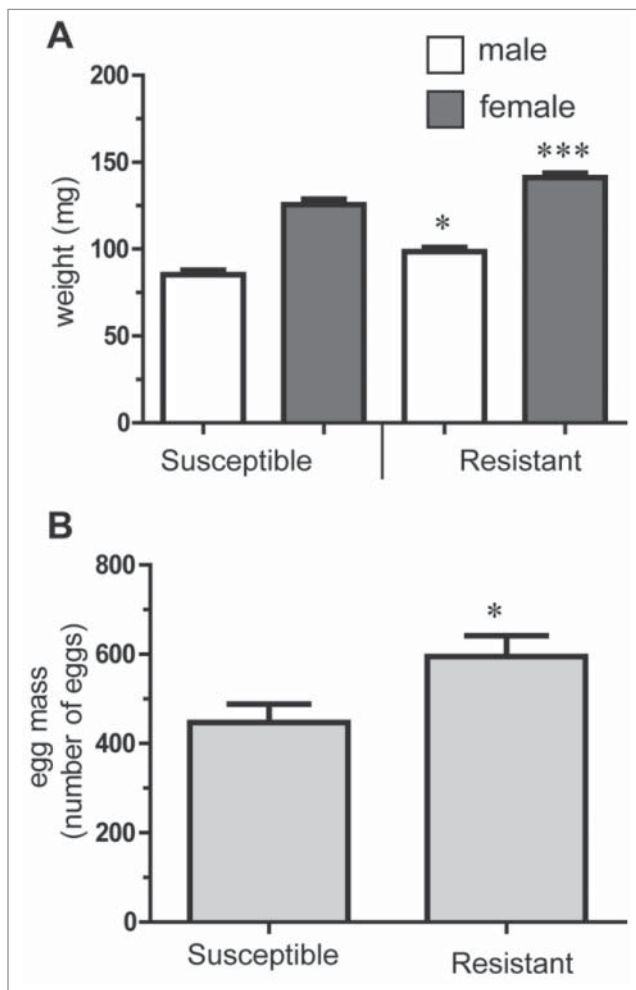 A
male
female
200
150
100
50
0
weight (mg)
*
***
Susceptible
Resistant
B
800
600
400
200
0
egg mass
(number of eggs)
*
Susceptible
Resistant